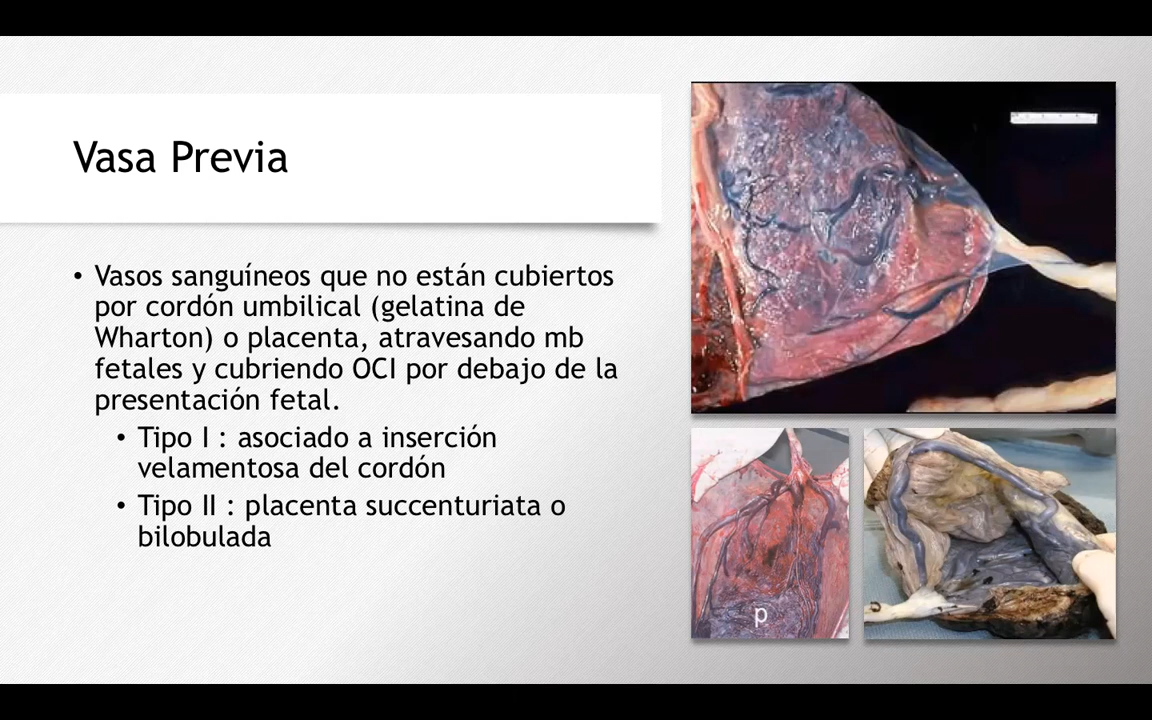 Vasa Previa
• Vasos sanguíneos que no están cubiertos
por cordón umbilical (gelatina de
Wharton) o placenta, atravesando mb
fetales y cubriendo OCI por debajo de la
presentación fetal.
• Tipo I : asociado a inserción
velamentosa del cordón
• Tipo II : placenta succenturiata o
bilobulada
p